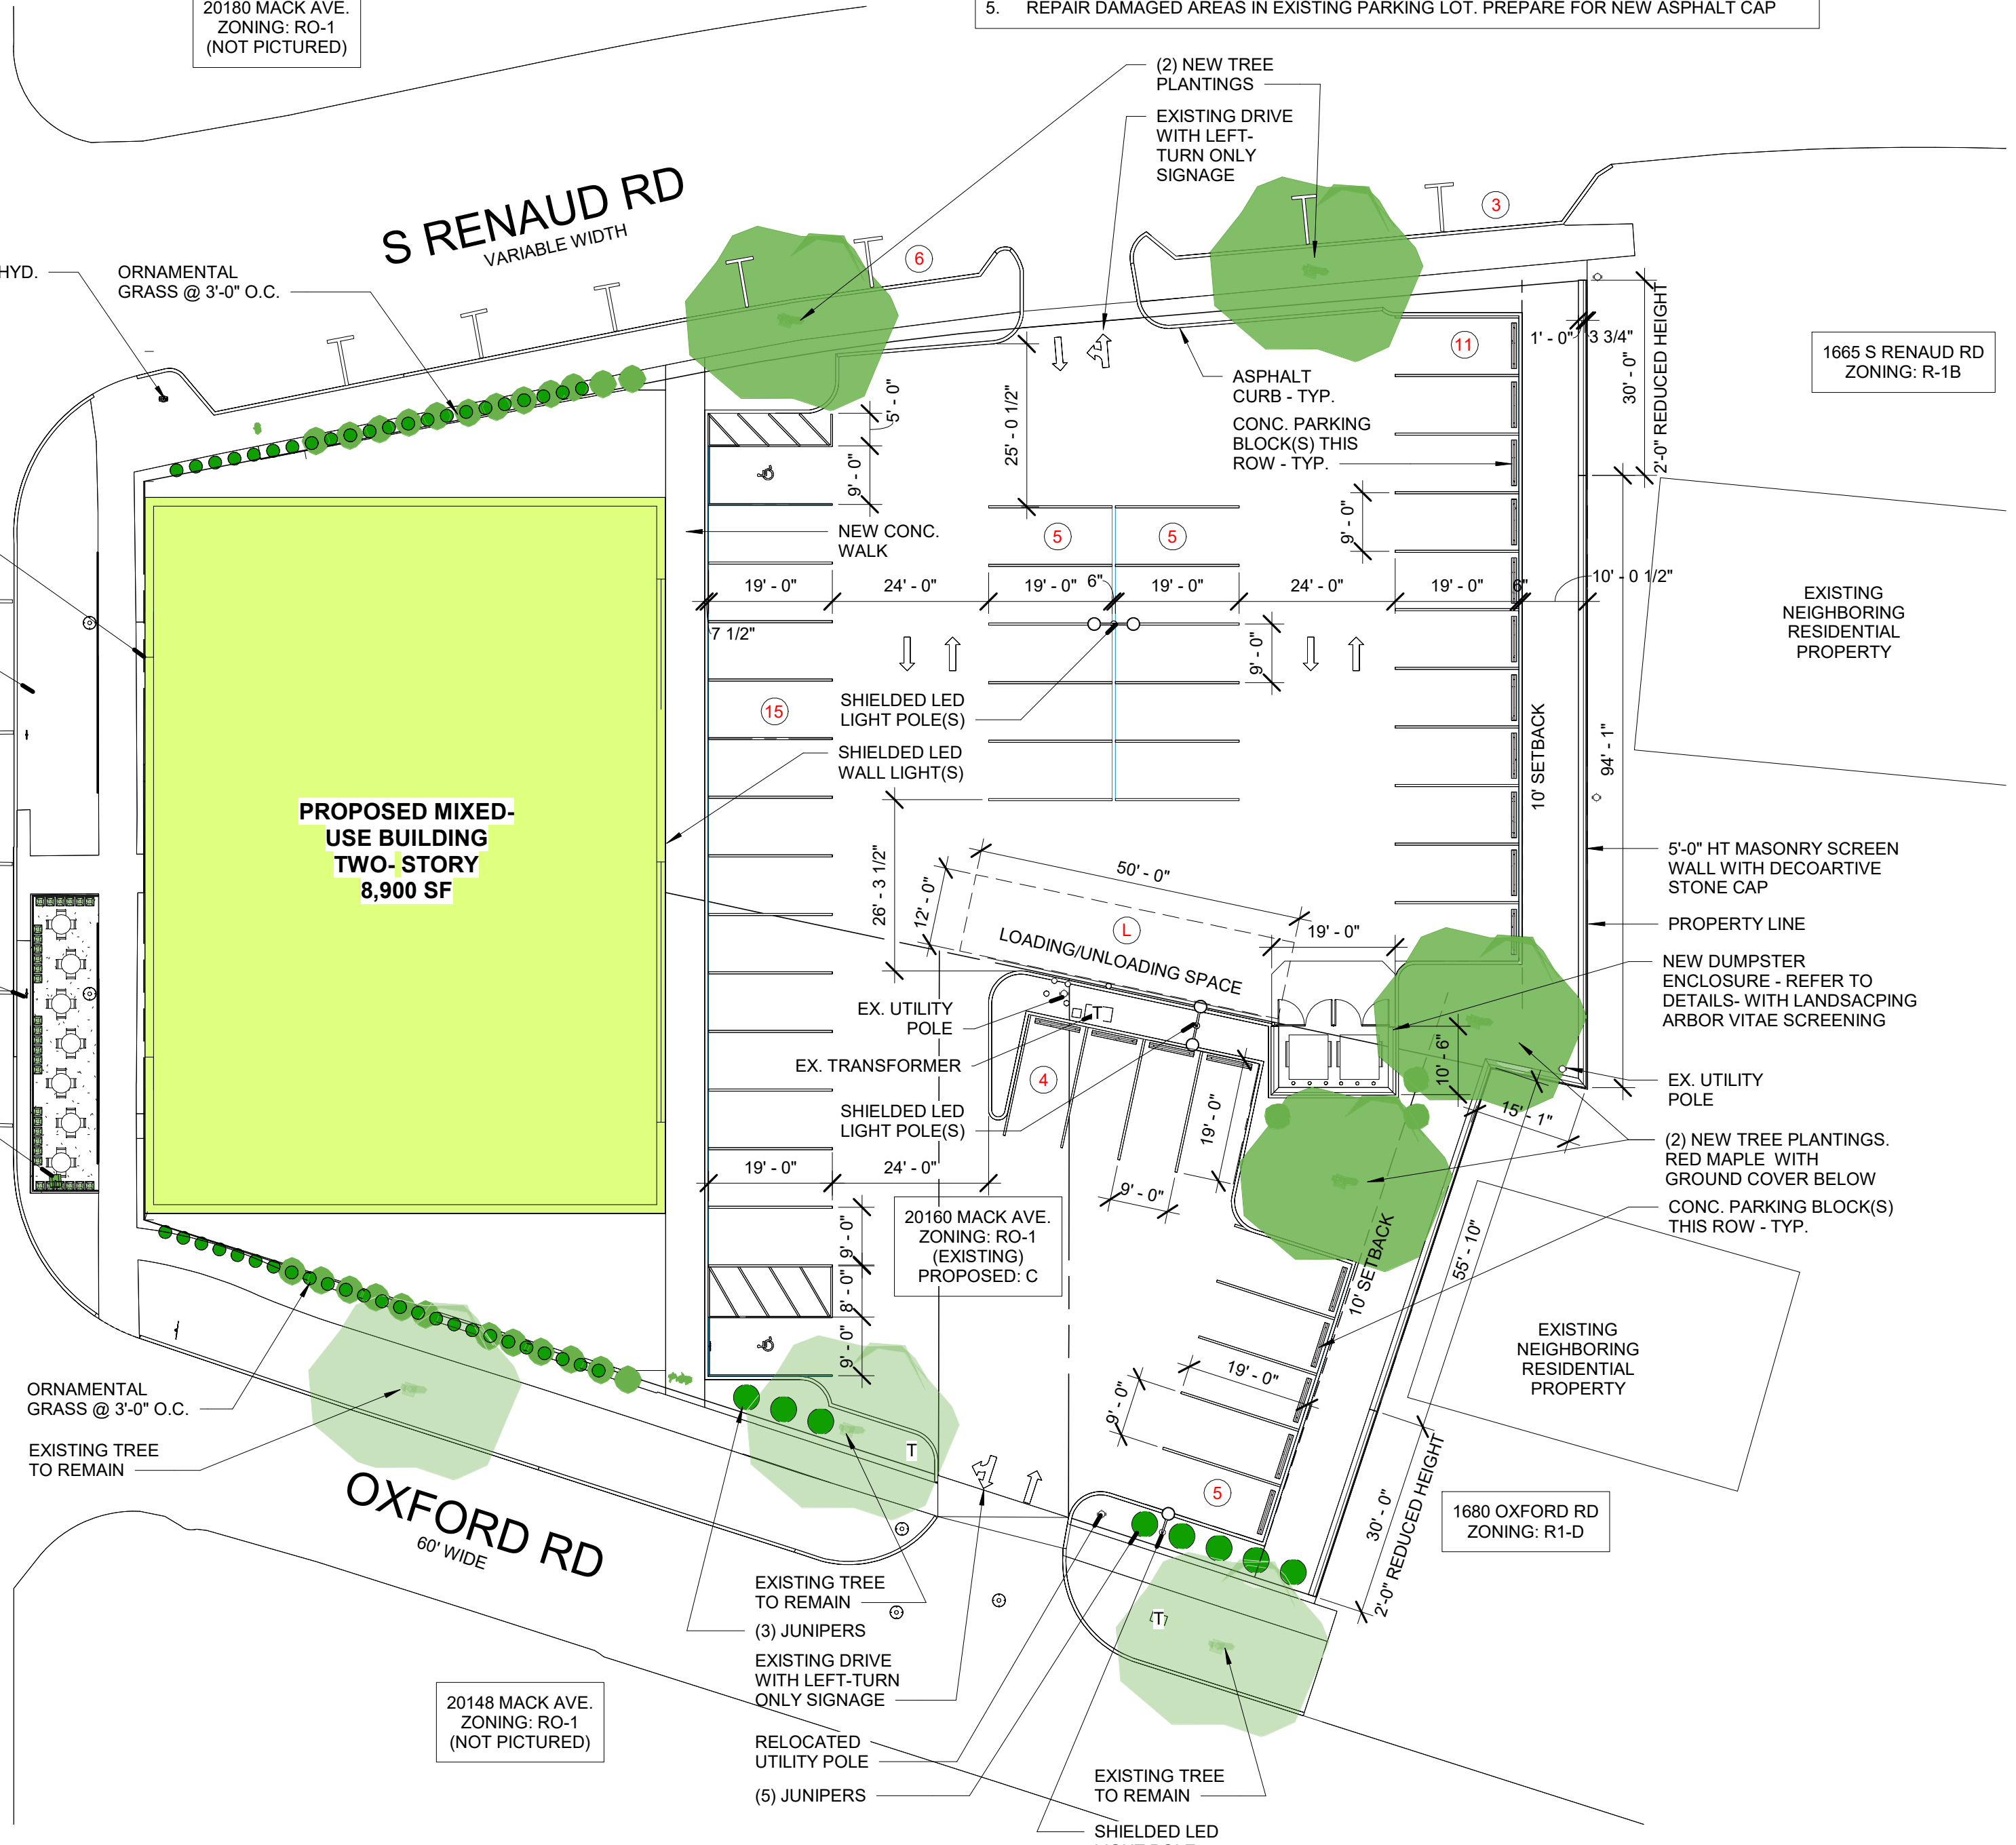 20180 MACK AVE.
ZONING: RO-1
(NOT PICTURED)
5. REPAIR DAMAGED AREAS IN EXISTING PARKING LOT. PREPARE FOR NEW ASPHALT CAP
(2) NEW TREE
PLANTINGS
EXISTING DRIVE
WITH LEFT-
TURN ONLY
SIGNAGE
S RENAUD RD
VARIABLE WIDTH
HYD.
ORNAMENTAL
GRASS @ 3'-0" O.C.
6
3
11
1' - 0"
3 3/4"
30' - 0"
2'-0" REDUCED HEIGHT
1665 S RENAUD RD
ZONING: R-1B
ASPHALT
CURB - TYP.
CONC. PARKING
BLOCK(S) THIS
ROW - TYP.
5' - 0"
9' - 0"
25' - 0 1/2"
9' - 0"
NEW CONC.
WALK
5
5
19' - 0"
24' - 0"
19' - 0"
6"
19' - 0"
24' - 0"
19' - 0"
6"
10' - 0 1/2"
7 1/2"
9' - 0"
EXISTING
NEIGHBORING
RESIDENTIAL
PROPERTY
SHIELDED LED
LIGHT POLE(S)
15
SHIELDED LED
WALL LIGHT(S)
10' SETBACK
94' - 1"
PROPOSED MIXED-
USE BUILDING
TWO- STORY
8,900 SF
26' - 3 1/2"
12' - 0"
50' - 0"
L
LOADING/UNLOADING SPACE
19' - 0"
5'-0" HT MASONRY SCREEN
WALL WITH DECOARTIVE
STONE CAP
PROPERTY LINE
NEW DUMPSTER
ENCLOSURE - REFER TO
DETAILS- WITH LANDSACPING
ARBOR VITAE SCREENING
EX. UTILITY
POLE
T
EX. TRANSFORMER
4
10' - 6"
EX. UTILITY
POLE
SHIELDED LED
LIGHT POLE(S)
19' - 0"
15' - 1"
(2) NEW TREE PLANTINGS.
RED MAPLE WITH
GROUND COVER BELOW
19' - 0"
24' - 0"
9' - 0"
CONC. PARKING BLOCK(S)
THIS ROW - TYP.
20160 MACK AVE.
ZONING: RO-1
(EXISTING)
PROPOSED: C
9' - 0"
8' - 0"
9' - 0"
10' SETBACK
55' - 10"
EXISTING
NEIGHBORING
RESIDENTIAL
PROPERTY
19' - 0"
9' - 0"
ORNAMENTAL
GRASS @ 3'-0" O.C.
EXISTING TREE
TO REMAIN
T
5
30' - 0"
2'-0" REDUCED HEIGHT
1680 OXFORD RD
ZONING: R1-D
OXFORD RD
60' WIDE
EXISTING TREE
TO REMAIN
(3) JUNIPERS
T
EXISTING DRIVE
WITH LEFT-TURN
ONLY SIGNAGE
20148 MACK AVE.
ZONING: RO-1
(NOT PICTURED)
RELOCATED
UTILITY POLE
(5) JUNIPERS
EXISTING TREE
TO REMAIN
SHIELDED LED